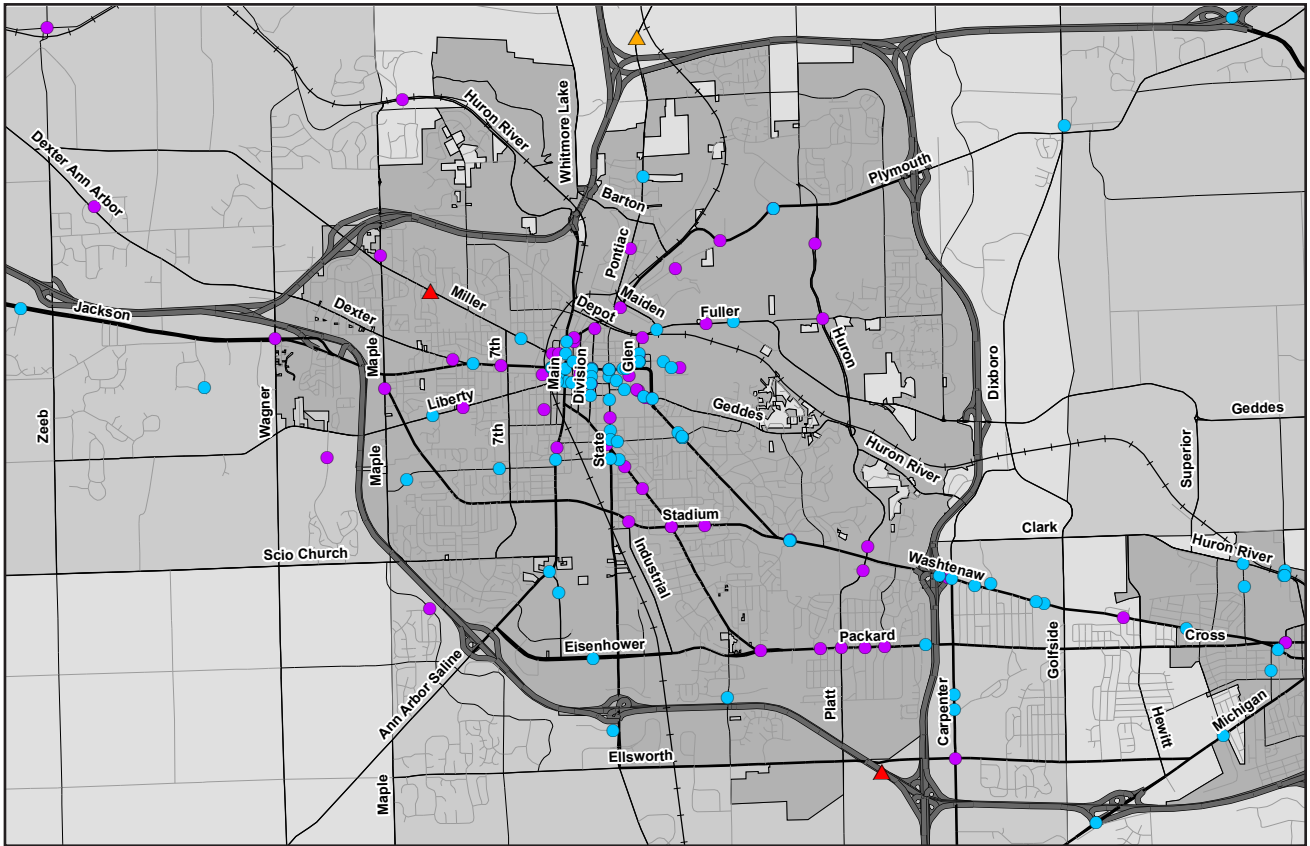 Huron River
Whitmore Lake
Dexter Ann Arbor
Plymouth
Barton
Pontiac
Maiden
Miller
Depot
Fuller
Jackson
Dexter
Maple
7th
Main
Division
Glen
Huron
Dixboro
Wagner
Zeeb
Liberty
Geddes
Geddes
7th
State
Maple
Huron River
Superior
Stadium
Clark
Scio Church
Industrial
Washtenaw
Huron River
Eisenhower
Packard
Golfside
Cross
Ann Arbor Saline
Platt
Carpenter
Hewitt
Michigan
Ellsworth
Maple